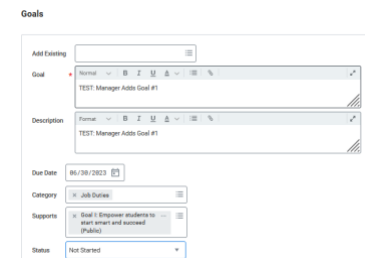 Goals
Add Existing
Goal * Normal B I U A
TEST: Manager Adds Goal #1
Description Format B I U A
TEST: Manager Adds Goal #1
Due Date 06/30/2023
Category × Job Duties
Supports × Goal I: Empower students to ...
start smart and succeed
(Public)
Status Not Started